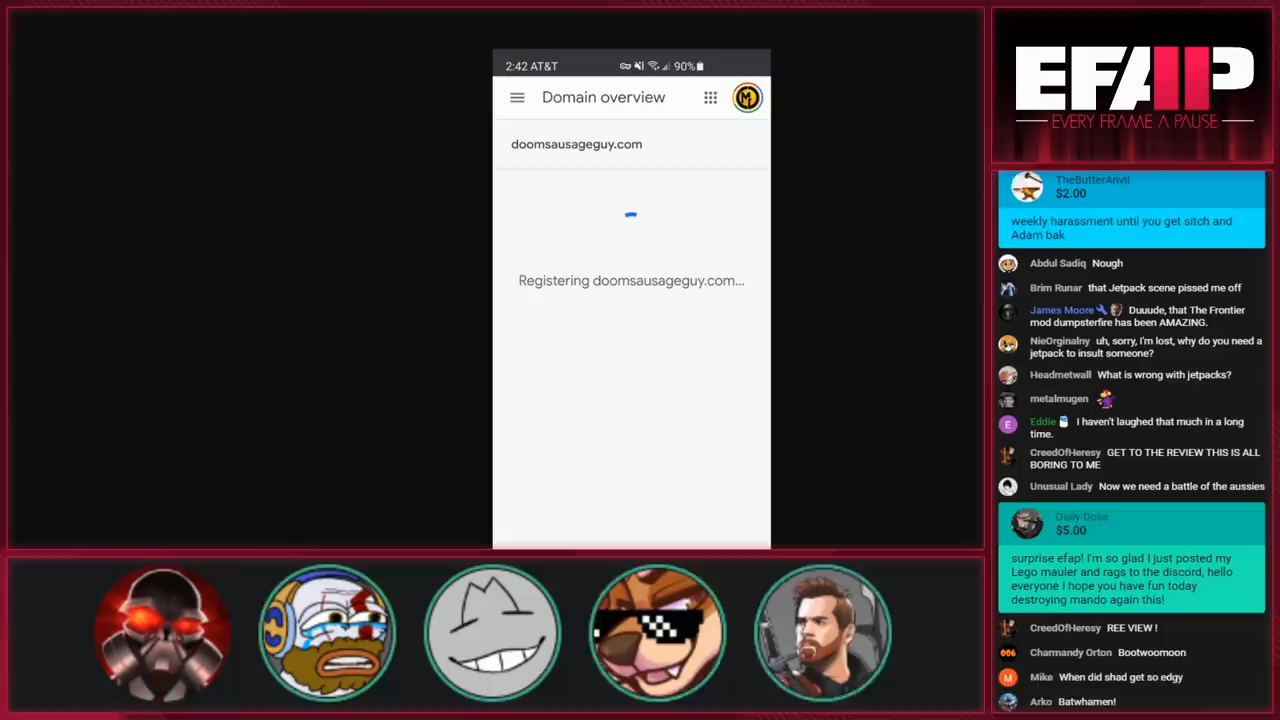 2:42 AT&T
90%
Domain overview
doomsausageguy.com
Registering doomsausageguy.com...
EFAP
EVERY FRAME A PAUSE
TheButterAnvil
$2.00
weekly harassment until you get sitch and
Adam bak
Abdul Sadiq Nough
Brim Runar that Jetpack scene pissed me off
James Moore Duuude, that The Frontier
mod dumpsterfire has been AMAZING.
NieOrginalny uh, sorry, I'm lost, why do you need a
jetpack to insult someone?
Headmetwall What is wrong with jetpacks?
metalmugen
E
Eddie I haven't laughed that much in a long
time.
CreedOfHeresy GET TO THE REVIEW THIS IS ALL
BORING TO ME
Unusual Lady Now we need a battle of the aussies
Daily Dose
$5.00
surprise efap! I'm so glad I just posted my
Lego mauler and rags to the discord, hello
everyone I hope you have fun today
destroying mando again this!
CreedOfHeresy REE VIEW !
Charmandy Orton Bootwoomoon
M
Mike When did shad get so edgy
Arko Batwhamen!